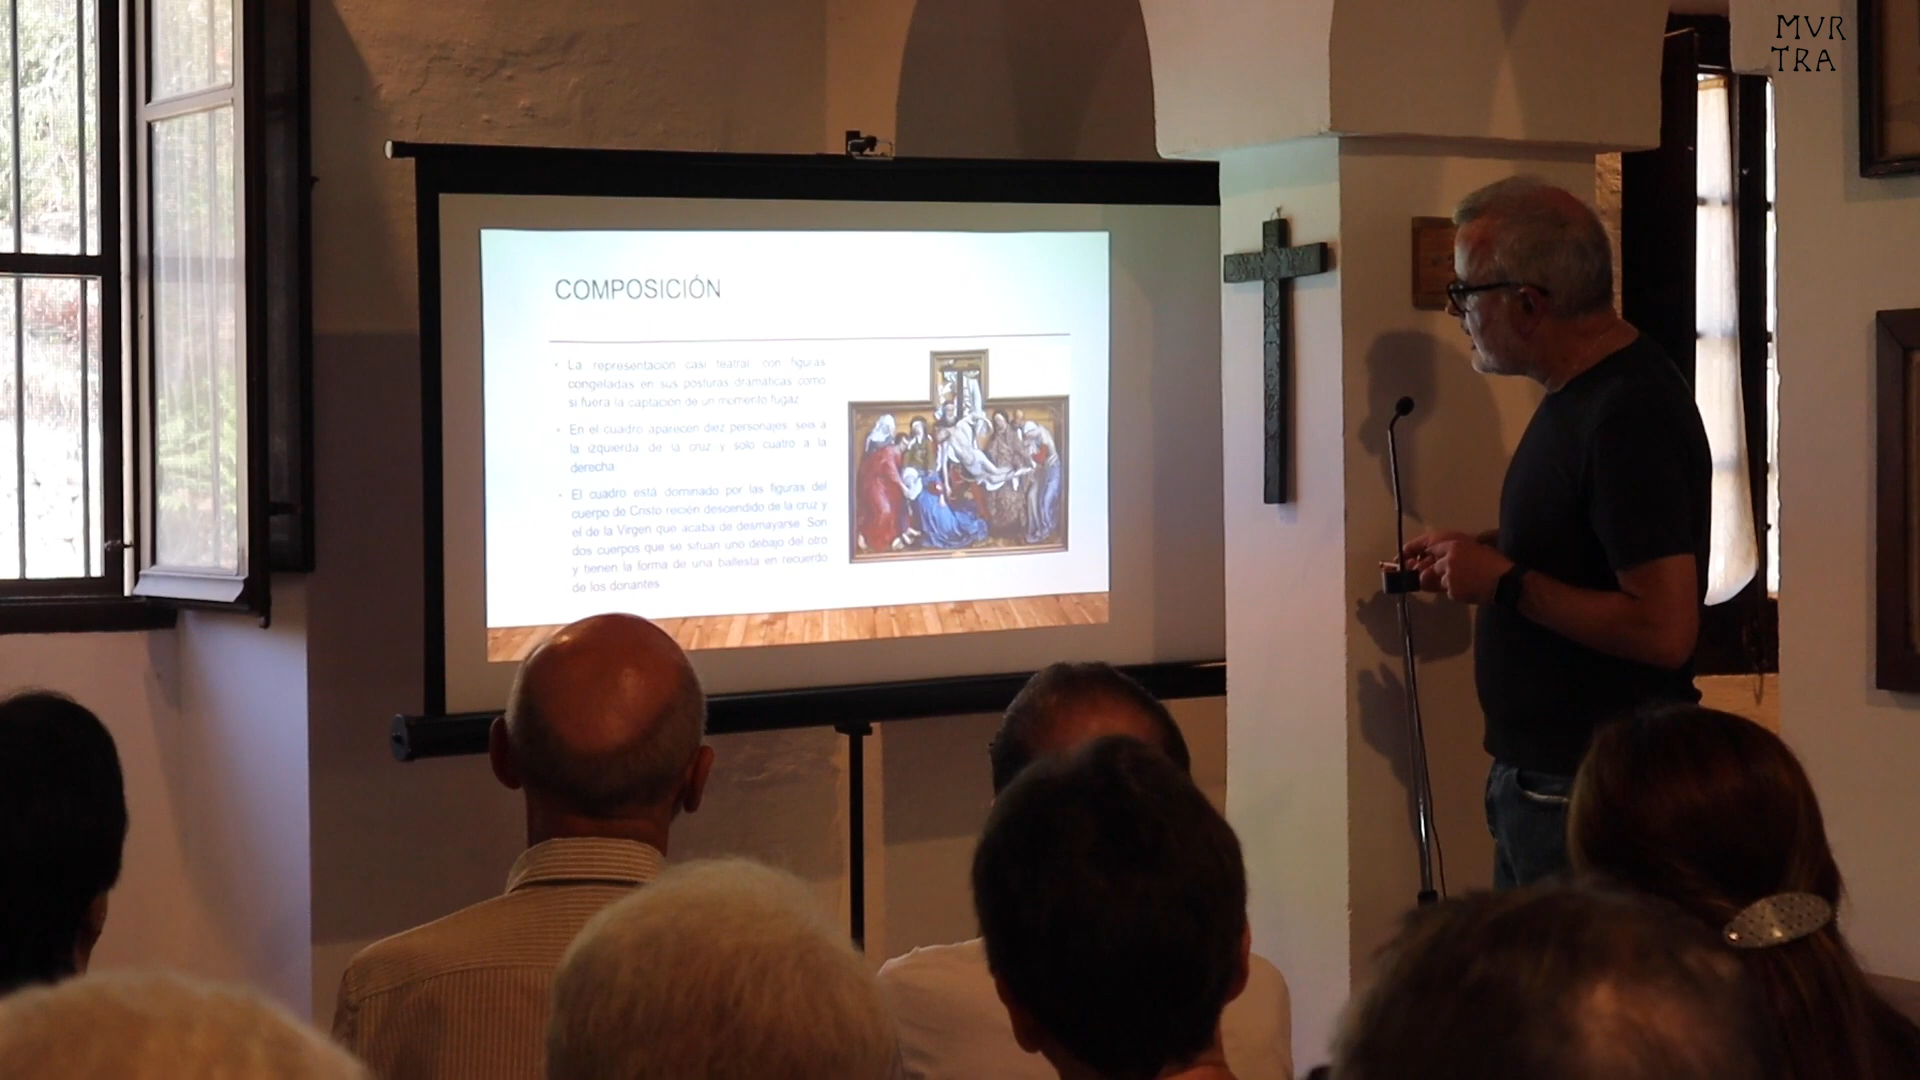 MVR
TRA
COMPOSICIÓN
• La representación casi teatral, con figuras
congeladas en sus posturas dramáticas como
si fuera la captación de un momento fugaz.
• En el cuadro aparecen diez personajes, seis a
la izquierda de la cruz y solo cuatro a la
derecha.
• El cuadro está dominado por las figuras del
cuerpo de Cristo recién descendido de la cruz y
el de la Virgen que acaba de desmayarse. Son
dos cuerpos que se situan uno debajo del otro
y tienen la forma de una ballesta en recuerdo
de los donantes.